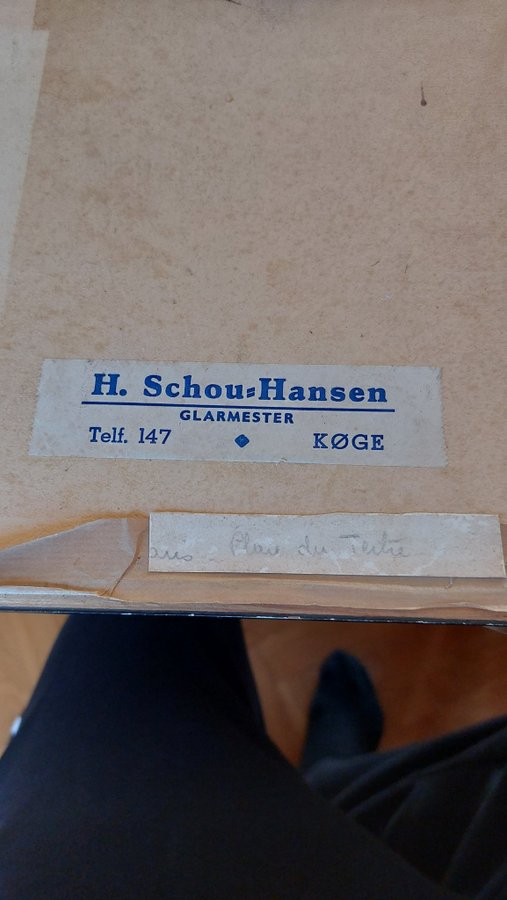 H. Schou-Hansen
GLARMESTER
Telf. 147 KØGE
Place du Tertre